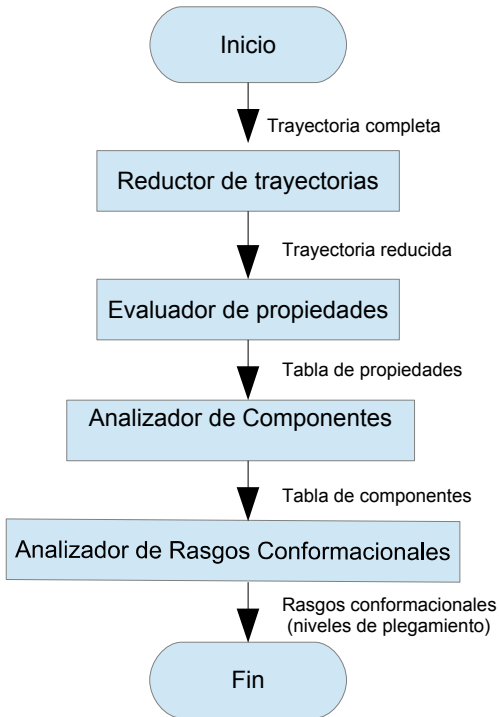 Inicio
Trayectoria completa
Reductor de trayectorias
Trayectoria reducida
Evaluador de propiedades
Tabla de propiedades
Analizador de Componentes
Tabla de componentes
Analizador de Rasgos Conformacionales
Rasgos conformacionales
(niveles de plegamiento)
Fin